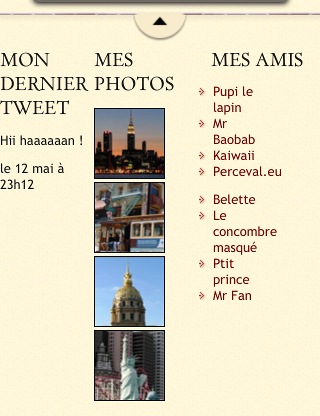 MON
DERNIER
TWEET
Hii haaaaaan !
le 12 mai à
23h12
MES
PHOTOS
MES AMIS
Pupi le
lapin
Mr
Baobab
Kaiwaii
Perceval.eu
Belette
Le
concombre
masqué
Ptit
prince
Mr Fan